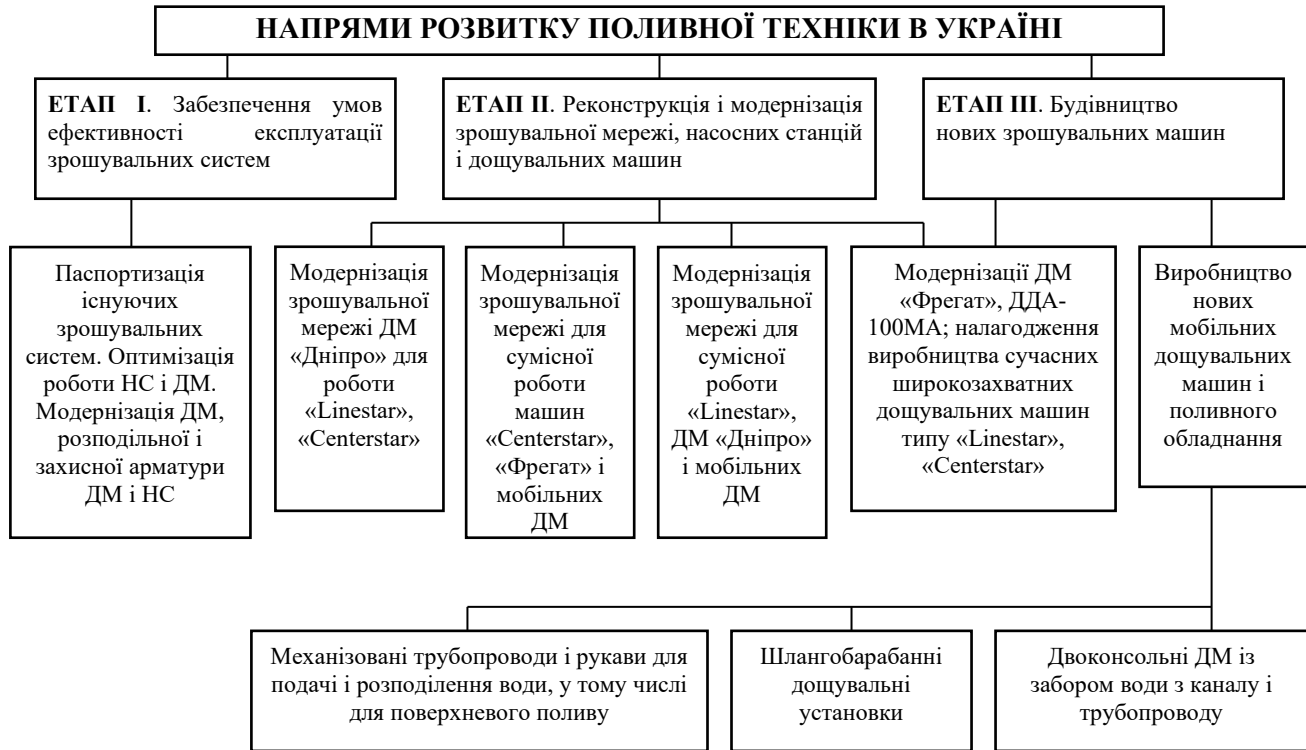 НАПРЯМИ РОЗВИТКУ ПОЛИВНОЇ ТЕХНІКИ В УКРАЇНІ
ЕТАП І. Забезпечення умов
ефективності експлуатації
зрошувальних систем
ЕТАП ІІ. Реконструкція і модернізація
зрошувальної мережі, насосних станцій
і дощувальних машин
ЕТАП ІІІ. Будівництво
нових зрошувальних машин
Паспортизація
існуючих
зрошувальних
систем. Оптимізація
роботи НС і ДМ.
Модернізація ДМ,
розподільної і
захисної арматури
ДМ і НС
Модернізація
зрошувальної
мережі ДМ
«Дніпро» для
роботи
«Linestar»,
«Centerstar»
Модернізація
зрошувальної
мережі для
сумісної
роботи
машин
«Centerstar»,
«Фрегат» і
мобільних
ДМ
Модернізація
зрошувальної
мережі для
сумісної
роботи
«Linestar»,
ДМ «Дніпро»
і мобільних
ДМ
Модернізації ДМ
«Фрегат», ДДА-
100МА; налагодження
виробництва сучасних
широкозахватних
дощувальних машин
типу «Linestar»,
«Centerstar»
Виробництво
нових
мобільних
дощувальних
машин і
поливного
обладнання
Механізовані трубопроводи і рукави для
подачі і розподілення води, у тому числі
для поверхневого поливу
Шлангобарабанні
дощувальні
установки
Двоконсольні ДМ із
забором води з каналу і
трубопроводу